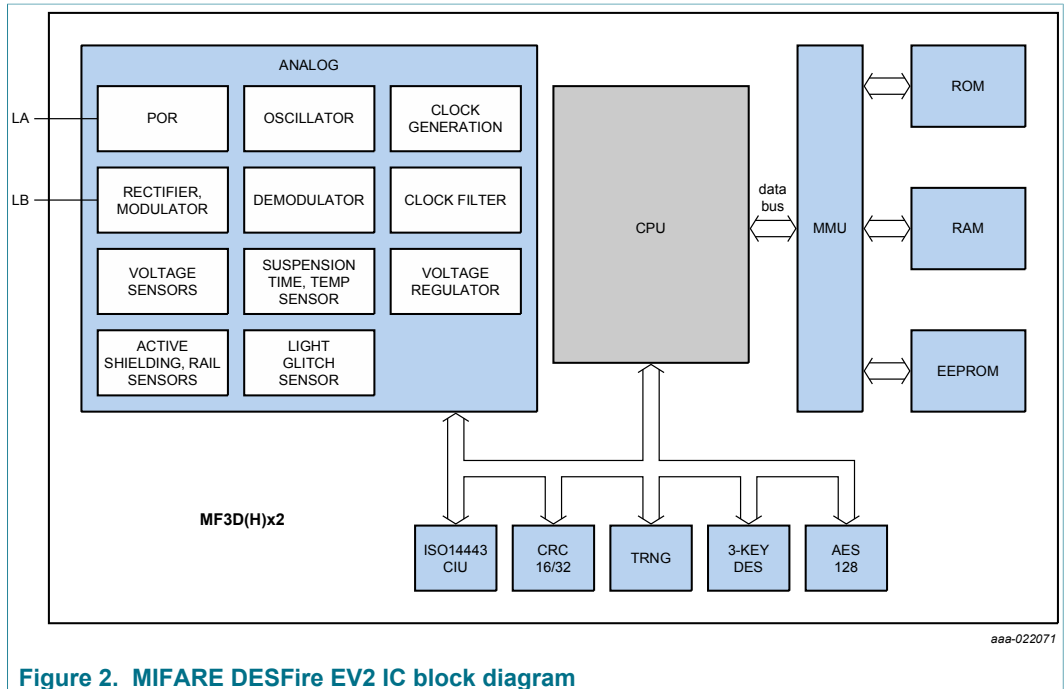 ANALOG
LA
POR
OSCILLATOR
CLOCK
GENERATION
LB
RECTIFIER,
MODULATOR
DEMODULATOR
CLOCK FILTER
VOLTAGE
SENSORS
SUSPENSION
TIME, TEMP
SENSOR
VOLTAGE
REGULATOR
ACTIVE
SHIELDING, RAIL
SENSORS
LIGHT
GLITCH
SENSOR
CPU
data
bus
MMU
ROM
RAM
EEPROM
MF3D(H)x2
ISO14443
CIU
CRC
16/32
TRNG
3-KEY
DES
AES
128
aaa-022071
Figure 2. MIFARE DESFire EV2 IC block diagram